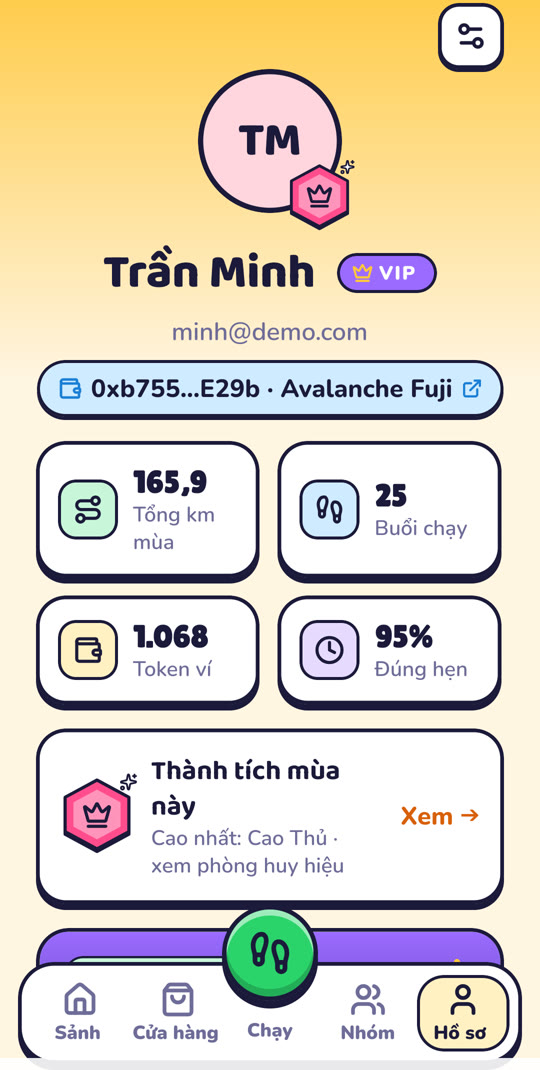 TM
Trần Minh
VIP
minh@demo.com
0xb755...E29b · Avalanche Fuji
165,9
Tổng km
mùa
25
Buổi chạy
1.068
Token ví
95%
Đúng hẹn
Thành tích mùa
này
Cao nhất: Cao Thủ ·
xem phòng huy hiệu
Xem →
Sảnh
Cửa hàng
Chạy
Nhóm
Hồ sơ